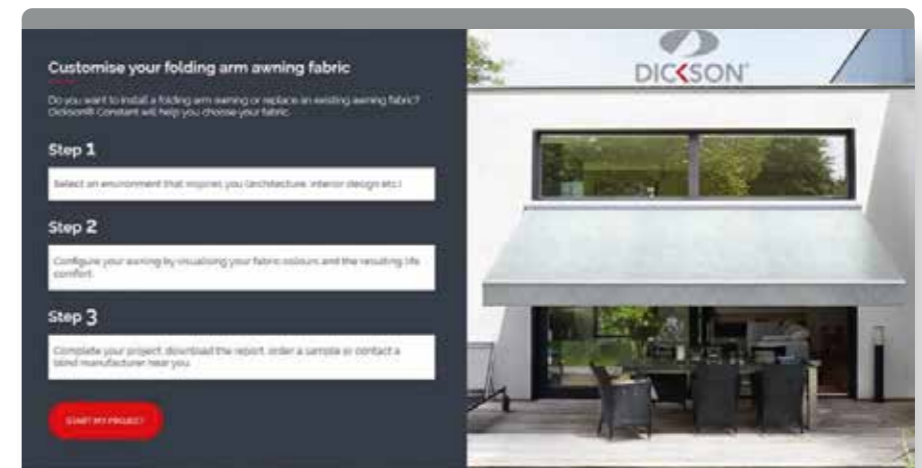 Customise your folding arm awning fabric
Do you want to install a folding arm awning or replace an existing awning fabric?
Dickson® Constant will help you choose your fabric.
Step 1
Select an environment that inspires you (architecture, interior design etc.)
Step 2
Configure your awning by visualising your fabric colours and the resulting life
comfort.
Step 3
Complete your project: download the report, order a sample or contact a
blind manufacturer near you.
START MY PROJECT
DICKSON®